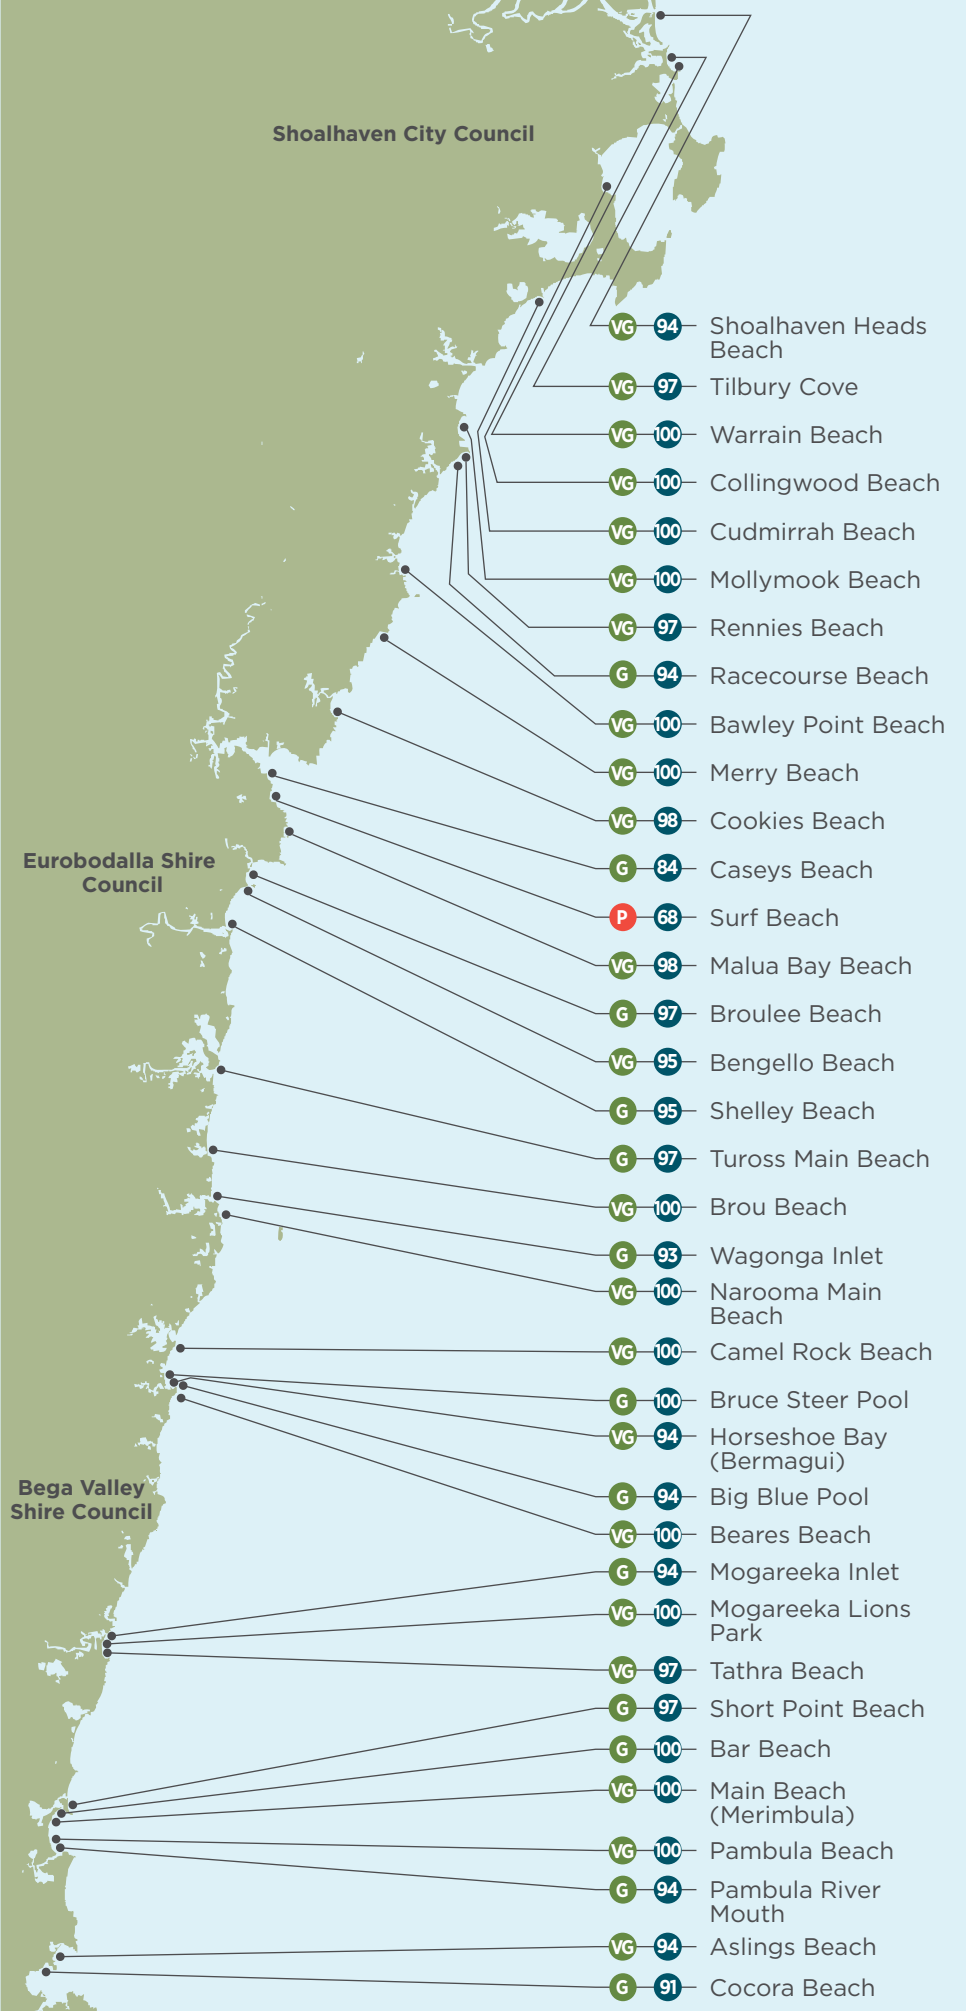 Shoalhaven City Council
VG 94 Shoalhaven Heads
Beach
VG 97 Tilbury Cove
VG 100 Warrain Beach
VG 100 Collingwood Beach
VG 100 Cudmirrah Beach
VG 100 Mollymook Beach
VG 97 Rennies Beach
G 94 Racecourse Beach
VG 100 Bawley Point Beach
VG 100 Merry Beach
VG 98 Cookies Beach
Eurobodalla Shire
Council
G 84 Caseys Beach
P 68 Surf Beach
VG 98 Malua Bay Beach
G 97 Broulee Beach
VG 95 Bengello Beach
G 95 Shelley Beach
G 97 Tuross Main Beach
VG 100 Brou Beach
G 93 Wagonga Inlet
VG 100 Narooma Main
Beach
VG 100 Camel Rock Beach
G 100 Bruce Steer Pool
VG 94 Horseshoe Bay
(Bermagui)
Bega Valley
Shire Council
G 94 Big Blue Pool
VG 100 Beares Beach
G 94 Mogareeka Inlet
VG 100 Mogareeka Lions
Park
VG 97 Tathra Beach
G 97 Short Point Beach
G 100 Bar Beach
VG 100 Main Beach
(Merimbula)
VG 100 Pambula Beach
G 94 Pambula River
Mouth
VG 94 Aslings Beach
G 91 Cocora Beach